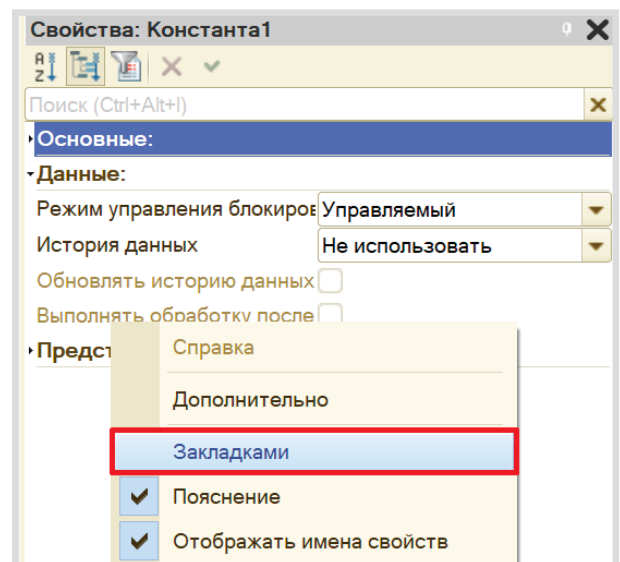 Свойства: Константа1
Поиск (Ctrl+Alt+I)
Основные:
Данные:
Режим управления блокиров Управляемый
История данных Не использовать
Обновлять историю данных
Выполнять обработку после
Предст
Справка
Дополнительно
Закладками
Пояснение
Отображать имена свойств